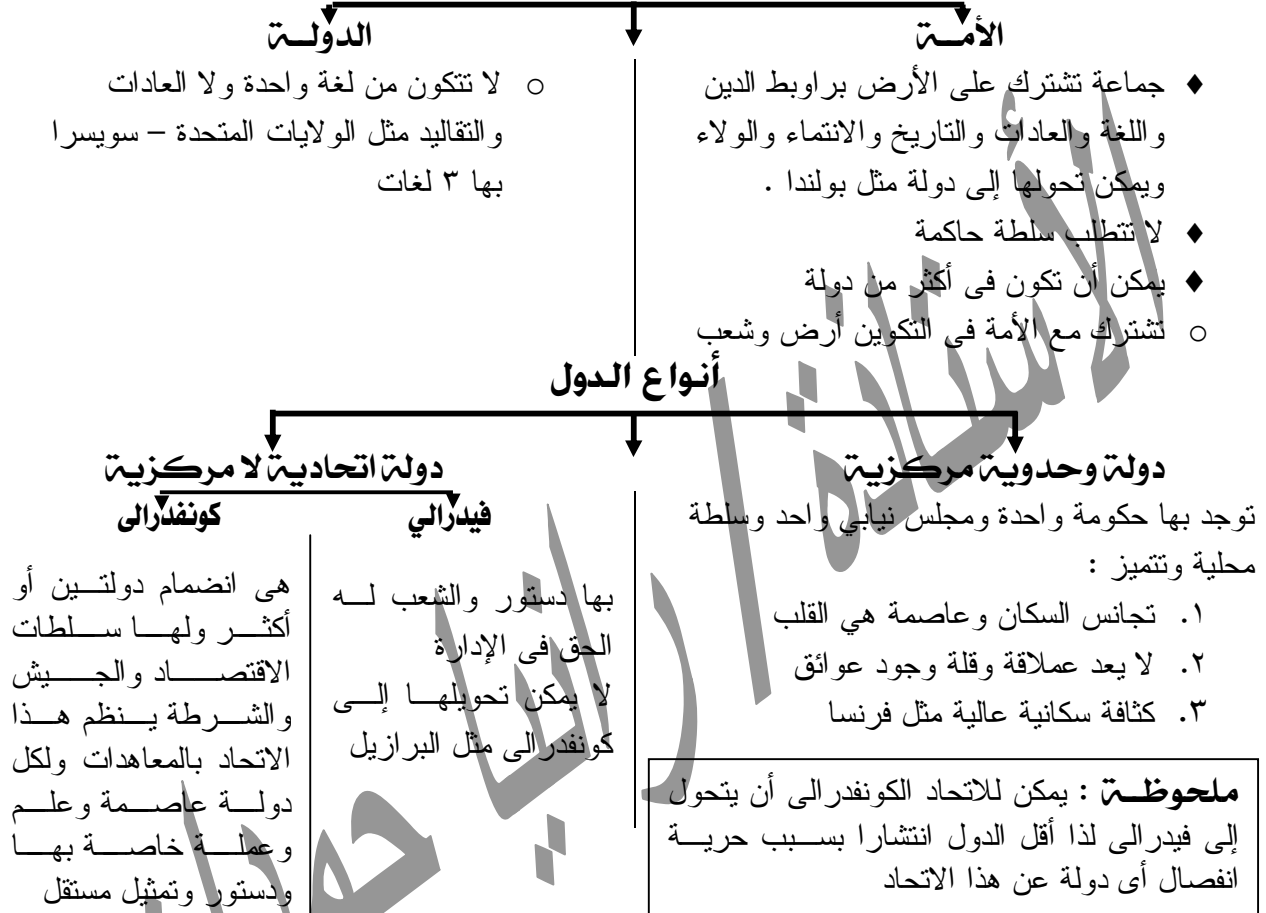 الأمـة
جماعة تشترك على الأرض براوبط الدين
واللغة والعادات والتاريخ والانتماء والولاء
ويمكن تحولها إلى دولة مثل بولندا .
لا تتطلب سلطة حاكمة
يمكن أن تكون فى أكثر من دولة
تشترك مع الأمة فى التكوين أرض وشعب
الدولـة
لا تتكون من لغة واحدة ولا العادات
والتقاليد مثل الولايات المتحدة – سويسرا
بها ٣ لغات
أنواع الدول
دولة وحدوية مركزية
توجد بها حكومة واحدة ومجلس نيابي واحد وسلطة
محلية وتتميز :
١. تجانس السكان وعاصمة هي القلب
٢. لا يعد عملاقة وقلة وجود عوائق
٣. كثافة سكانية عالية مثل فرنسا
ملحوظـة : يمكن للاتحاد الكونفدرالى أن يتحول
إلى فيدرالى لذا أقل الدول انتشارا بسبب حرية
انفصال أى دولة عن هذا الاتحاد
دولة اتحادية لا مركزية
فيدرالي
بها دستور والشعب له
الحق فى الإدارة
لا يمكن تحويلها إلى
كونفدرالى مثل البرازيل
كونفدرالى
هى انضمام دولتين أو
أكثر ولها سلطات
الاقتصاد والجيش
والشرطة ينظم هذا
الاتحاد بالمعاهدات ولكل
دولة عاصمة وعلم
وعملة خاصة بها
ودستور وتمثيل مستقل
الأستاذة / رانيا